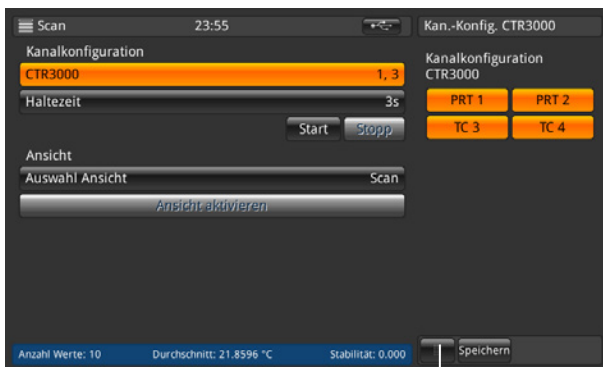 Scan 23:55
Kanalkonfiguration
CTR3000 1, 3
Haltezeit 3s
Start Stopp
Ansicht
Auswahl Ansicht Scan
Ansicht aktivieren
Anzahl Werte: 10 Durchschnitt: 21.8596 °C Stabilität: 0.000
Kan.-Konfig. CTR3000
Kanalkonfiguration
CTR3000
PRT 1 PRT 2
TC 3 TC 4
Speichern